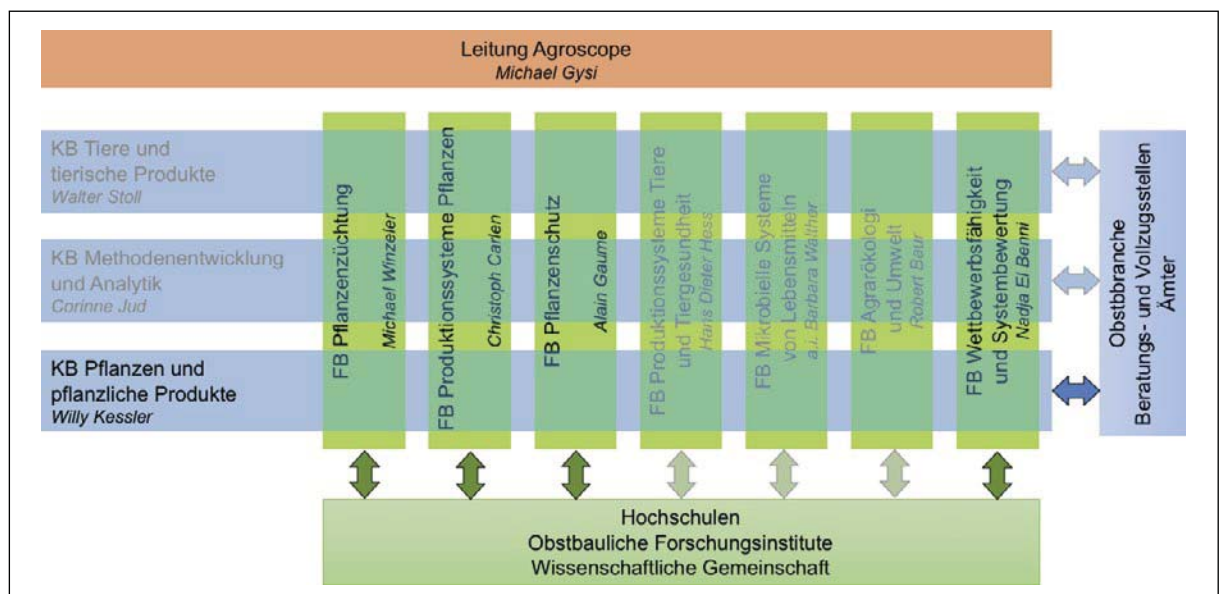 Leitung Agroscope
Michael Gysi
KB Tiere und
tierische Produkte
Walter Stoll
KB Methodenentwicklung
und Analytik
Corinne Jud
KB Pflanzen und
pflanzliche Produkte
Willy Kessler
FB Pflanzenzüchtung
Michael Winzeler
FB Produktionssysteme Pflanzen
Christoph Carlen
FB Pflanzenschutz
Alain Gaume
FB Produktionssysteme Tiere
und Tiergesundheit
Hans Dieter Hess
FB Mikrobielle Systeme
von Lebensmitteln
a.i. Barbara Walther
FB Agrarökologi
und Umwelt
Robert Baur
FB Wettbewerbsfähigkeit
und Systembewertung
Nadja El Benni
Obstbbranche
Beratungs- und Vollzugsstellen
Ämter
Hochschulen
Obstbauliche Forschungsinstitute
Wissenschaftliche Gemeinschaft